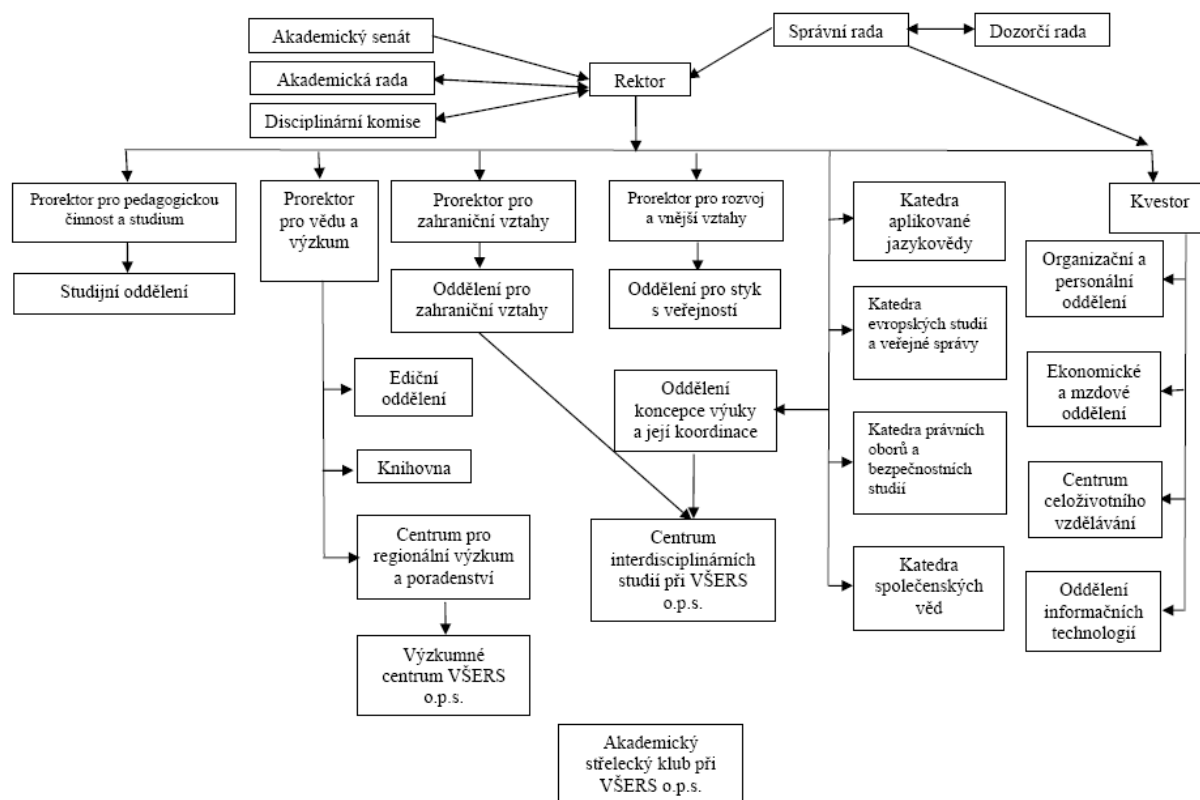 Akademický senát
Správní rada
Dozorčí rada
Akademická rada
Rektor
Disciplinární komise
Prorektor pro pedagogickou
činnost a studium
Prorektor
pro vědu a
výzkum
Prorektor pro
zahraniční vztahy
Prorektor pro rozvoj
a vnější vztahy
Katedra
aplikované
jazykovědy
Kvestor
Studijní oddělení
Oddělení pro
zahraniční vztahy
Oddělení pro styk
s veřejností
Organizační a
personální
oddělení
Katedra
evropských studií
a veřejné správy
Ediční
oddělení
Oddělení
koncepce výuky
a její koordinace
Ekonomické
a mzdové
oddělení
Katedra právních
oborů a
bezpečnostních
studií
Knihovna
Centrum
celoživotního
vzdělávání
Centrum pro
regionální výzkum
a poradenství
Centrum
interdisciplinárních
studií při VŠERS
o.p.s.
Katedra
společenských
věd
Oddělení
informačních
technologií
Výzkumné
centrum VŠERS
o.p.s.
Akademický
střelecký klub při
VŠERS o.p.s.